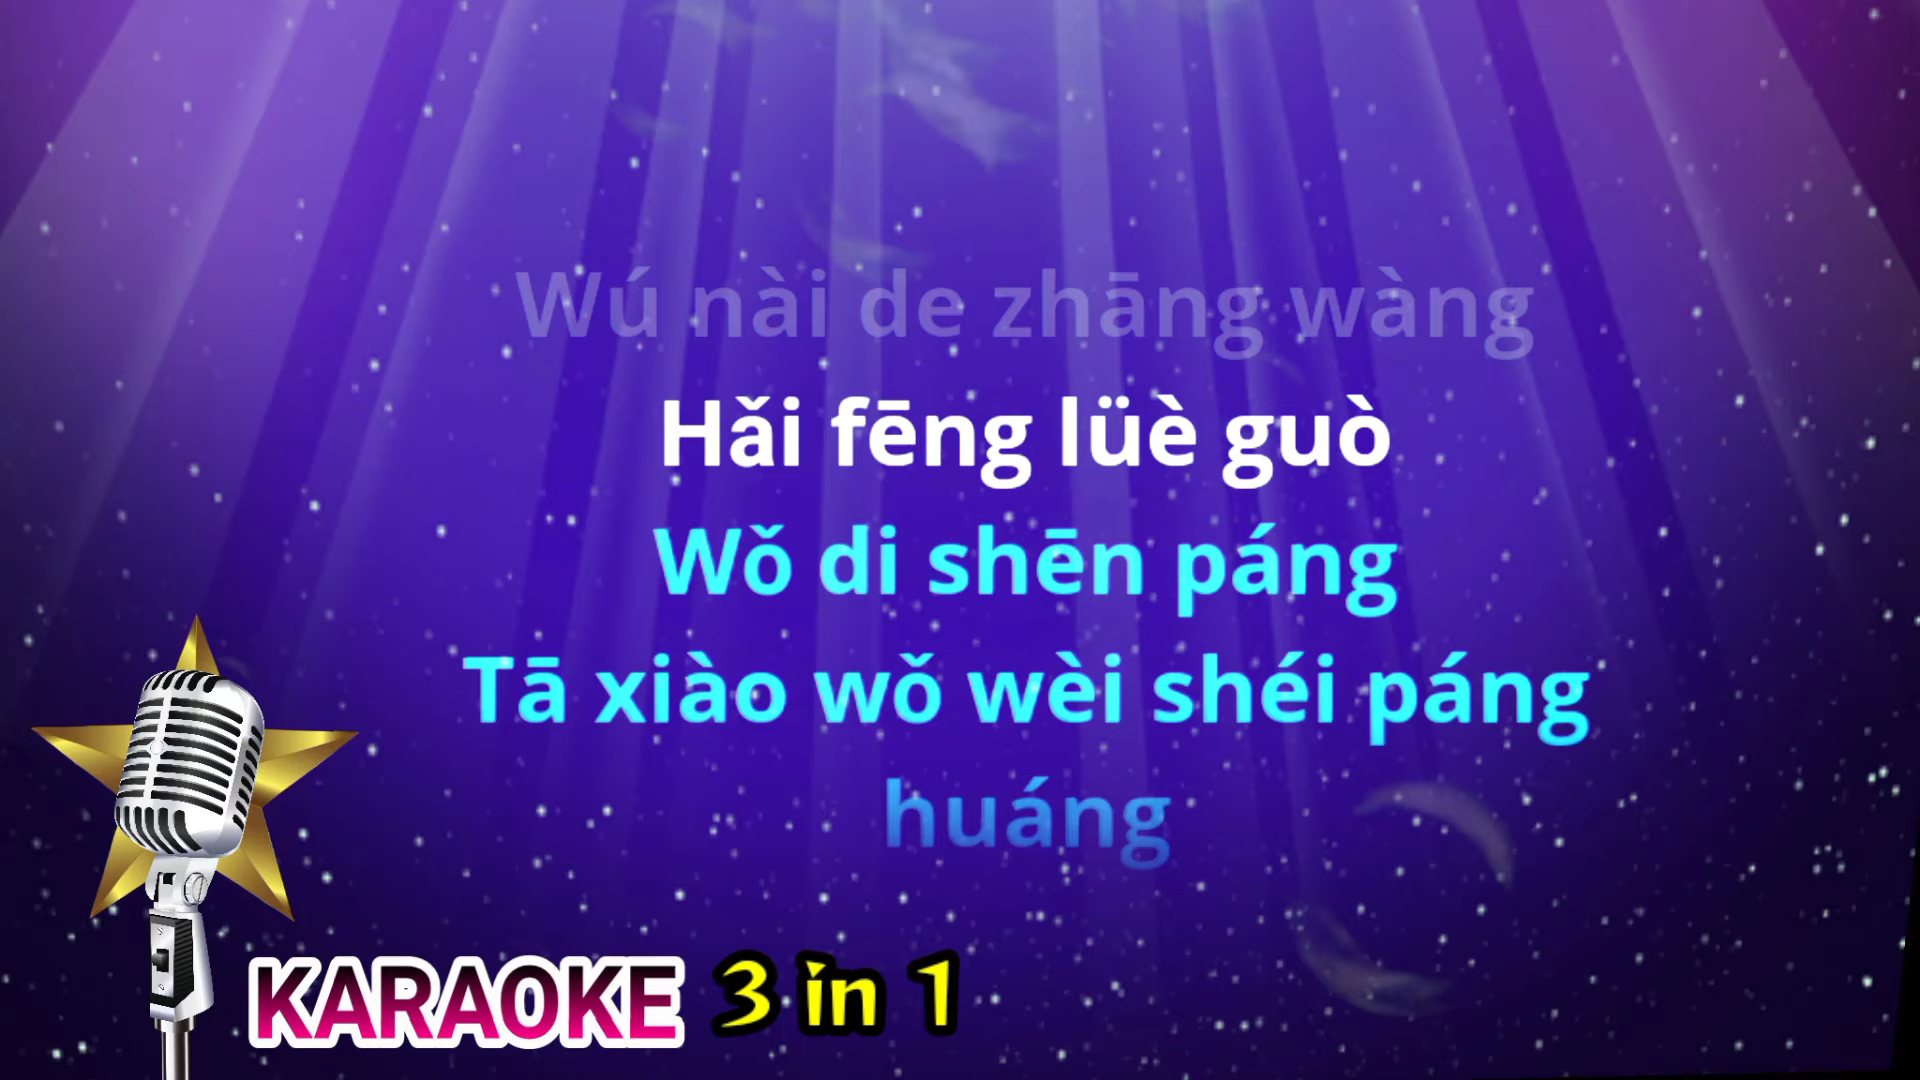 Wú nài de zhāng wàng
Hǎi fēng lüè guò
Wǒ di shēn páng
Tā xiào wǒ wèi shéi páng
huáng
KARAOKE 3 in 1